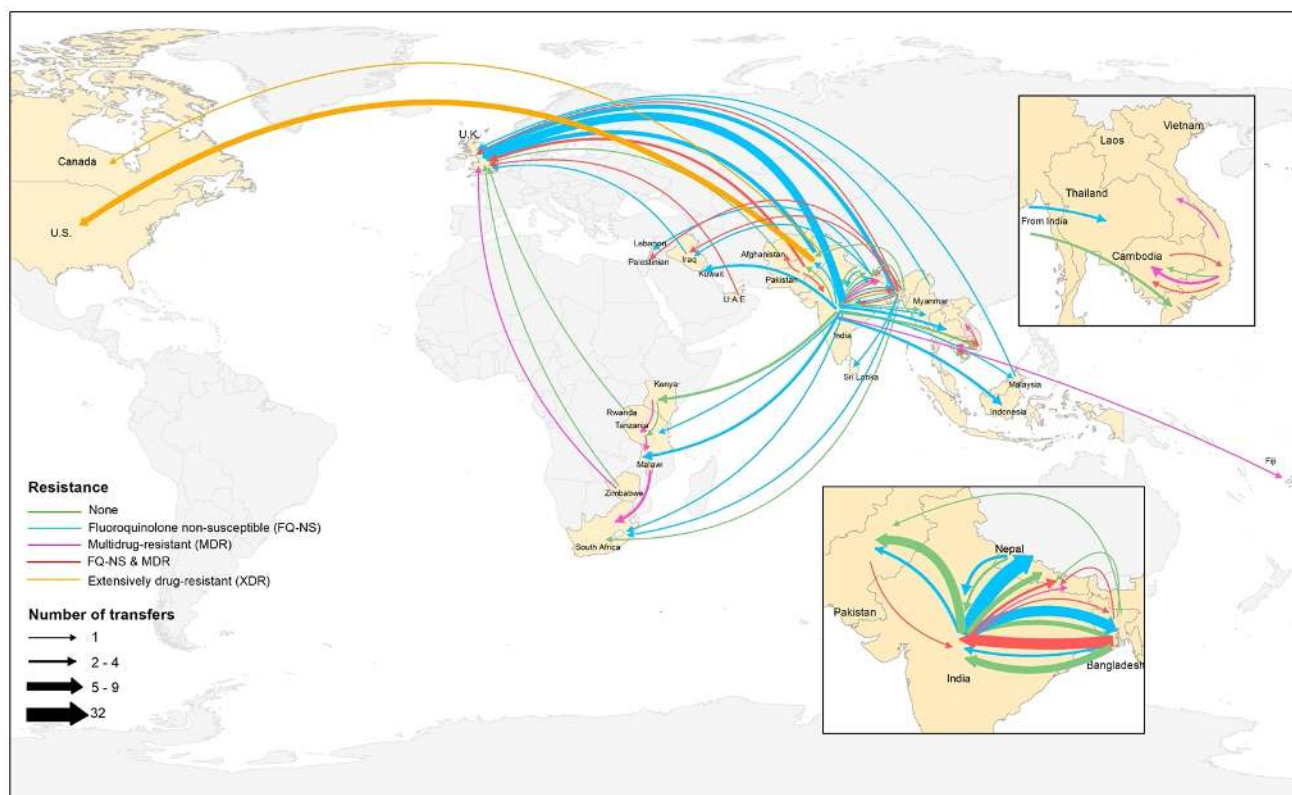 U.K.
Canada
U.S.
Lebanon
Palestinian
Iraq
Kuwait
Afghanistan
Pakistan
U A E
Myanmar
India
Sri Lanka
Malaysia
Indonesia
Kenya
Rwanda
Tanzania
Malawi
Zimbabwe
South Africa
Fiji
Vietnam
Laos
Thailand
From India
Cambodia
Nepal
Pakistan
Bangladesh
India
Resistance
None
Fluoroquinolone non-susceptible (FQ-NS)
Multidrug-resistant (MDR)
FQ-NS & MDR
Extensively drug-resistant (XDR)
Number of transfers
1
2 - 4
5 - 9
32